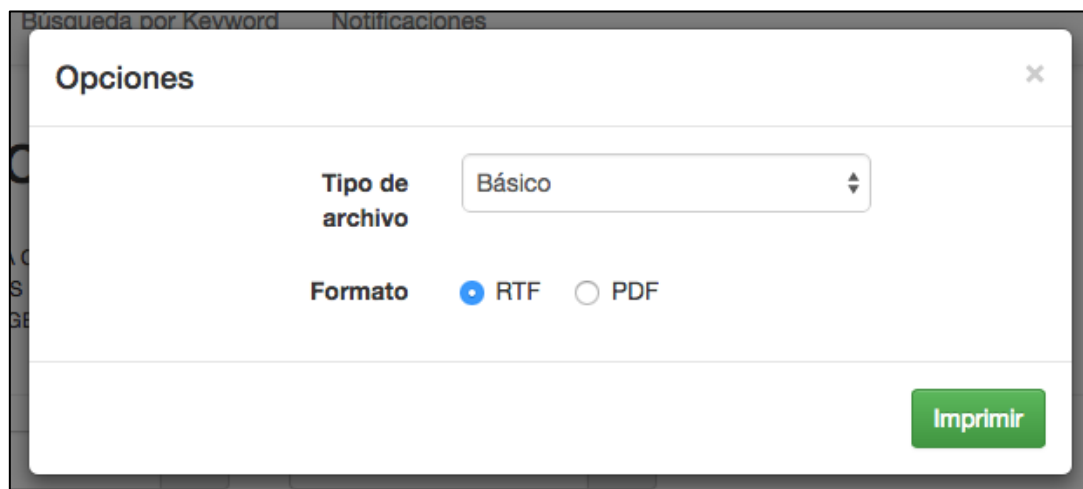 Búsqueda por Keyword Notificaciones
Opciones ×
Tipo de Básico
archivo
Formato RTF PDF
Imprimir